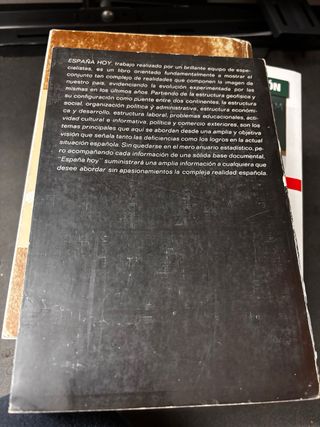 ESPAÑA HOY, trabajo realizado por un brillante equipo de espe-
cialistas, es un libro orientado fundamentalmente a mostrar el
conjunto tan complejo de realidades que componen la imagen de
nuestro país, evidenciando la evolución experimentada por las
mismas en los últimos años. Partiendo de la estructura geofísica y
su configuración como puente entre dos continentes, la estructura
social, organización política y administrativa, estructura económi-
ca y desarrollo, estructura laboral, problemas educacionales, acti-
vidad cultural e informativa, política y comercio exteriores, son los
temas principales que aquí se abordan desde una amplia y objetiva
visión que señala tanto las deficiencias como los logros en la actual
situación española. Sin quedarse en el mero anuario estadístico, pe-
ro acompañando cada información de una sólida base documental,
"España hoy" suministrará una amplia información a cualquiera que
desee abordar sin apasionamientos la compleja realidad española.